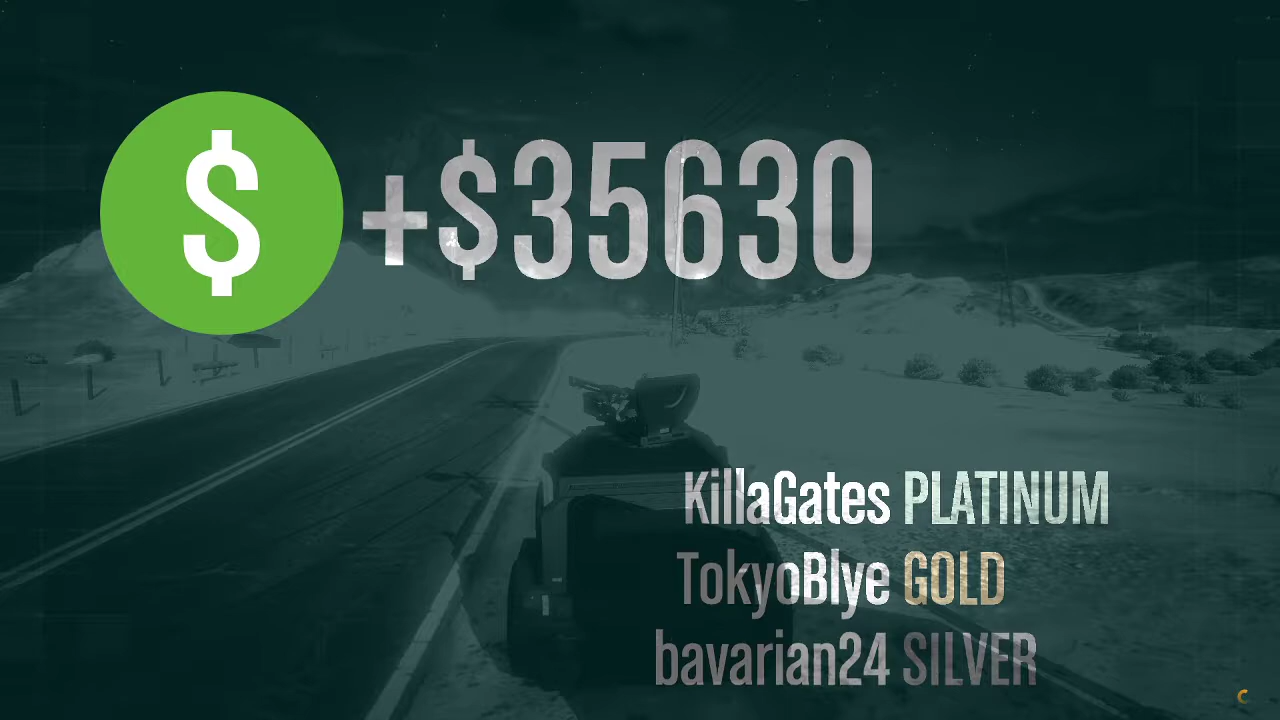 $ +$35630
KillaGates PLATINUM
TokyoBlye GOLD
bavarian24 SILVER